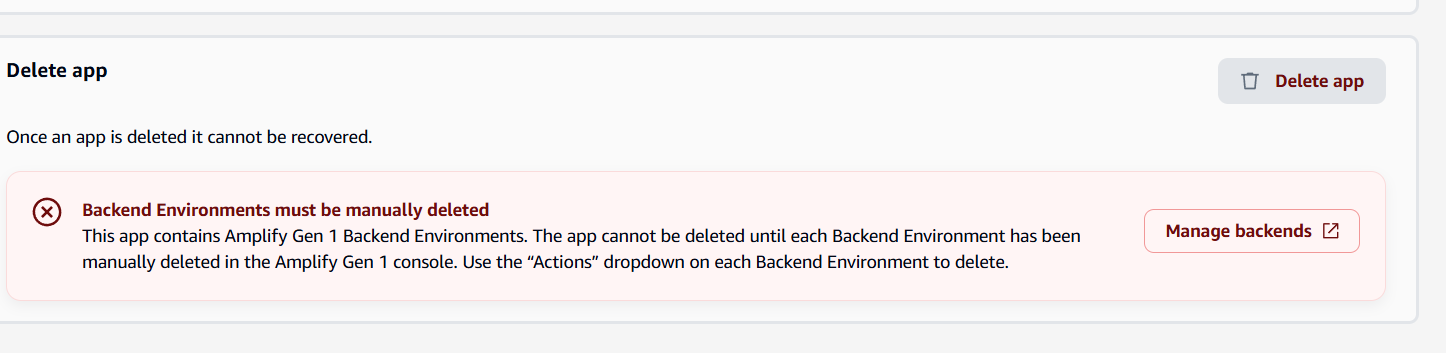 Delete app
Delete app
Once an app is deleted it cannot be recovered.
Backend Environments must be manually deleted
This app contains Amplify Gen 1 Backend Environments. The app cannot be deleted until each Backend Environment has been
manually deleted in the Amplify Gen 1 console. Use the “Actions” dropdown on each Backend Environment to delete.
Manage backends